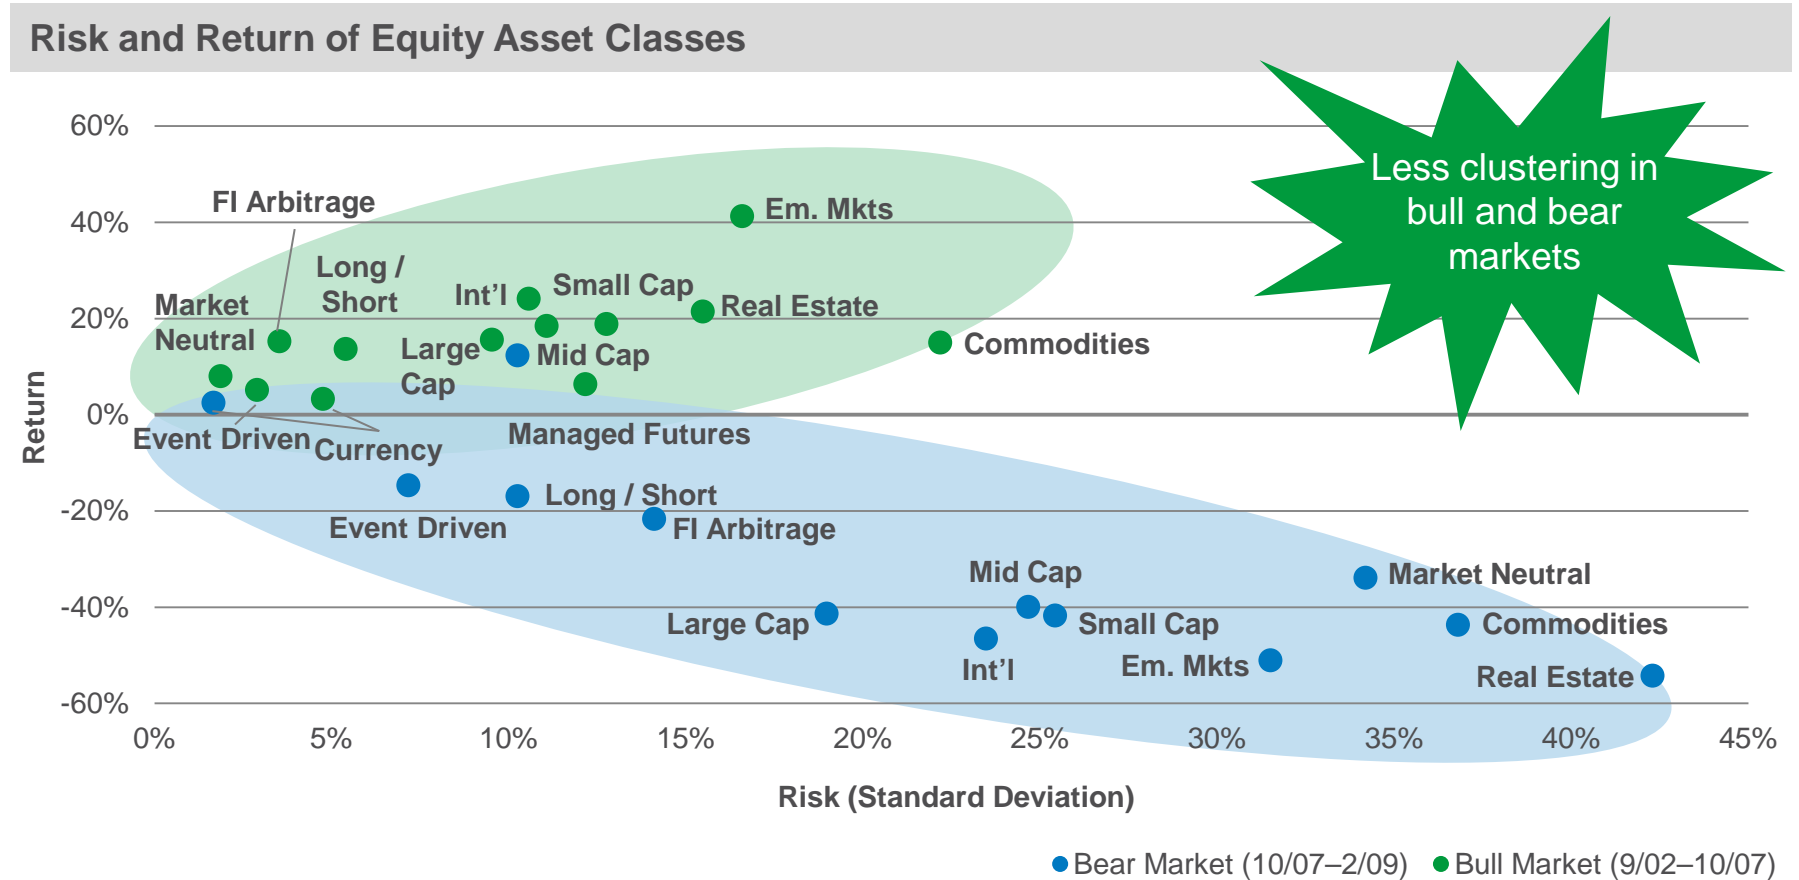 Risk and Return of Equity Asset Classes
Less clustering in
bull and bear
markets
60%
40%
20%
0%
-20%
-40%
-60%
Return
FI Arbitrage
Em. Mkts
Long /
Short
Int’l
Small Cap
Market
Neutral
Real Estate
Large
Cap
Mid Cap
Commodities
Event Driven
Currency
Managed Futures
Long / Short
Event Driven
FI Arbitrage
Mid Cap
Market Neutral
Large Cap
Small Cap
Commodities
Int’l
Em. Mkts
Real Estate
0%
5%
10%
15%
20%
25%
30%
35%
40%
45%
Risk (Standard Deviation)
Bear Market (10/07–2/09)
Bull Market (9/02–10/07)